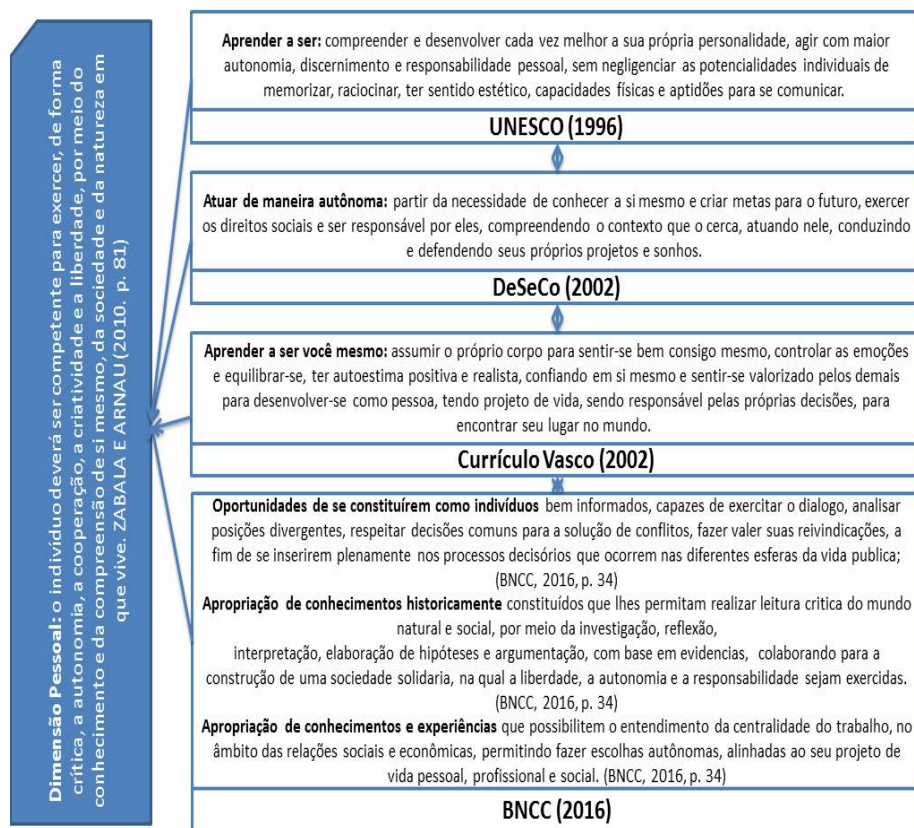 Dimensão Pessoal: o indivíduo deverá ser competente para exercer, de forma
crítica, a autonomia, a cooperação, a criatividade e a liberdade, por meio do
conhecimento e da compreensão de si mesmo, da sociedade e da natureza em
que vive. ZABALA E ARNAU (2010. p. 81)
Aprender a ser: compreender e desenvolver cada vez melhor a sua própria personalidade, agir com maior
autonomia, discernimento e responsabilidade pessoal, sem negligenciar as potencialidades individuais de
memorizar, raciocinar, ter sentido estético, capacidades físicas e aptidões para se comunicar.
UNESCO (1996)
Atuar de maneira autônoma: partir da necessidade de conhecer a si mesmo e criar metas para o futuro, exercer
os direitos sociais e ser responsável por eles, compreendendo o contexto que o cerca, atuando nele, conduzindo
e defendendo seus próprios projetos e sonhos.
DeSeCo (2002)
Aprender a ser você mesmo: assumir o próprio corpo para sentir-se bem consigo mesmo, controlar as emoções
e equilibrar-se, ter autoestima positiva e realista, confiando em si mesmo e sentir-se valorizado pelos demais
para desenvolver-se como pessoa, tendo projeto de vida, sendo responsável pelas próprias decisões, para
encontrar seu lugar no mundo.
Currículo Vasco (2002)
Oportunidades de se constituírem como indivíduos bem informados, capazes de exercitar o dialogo, analisar
posições divergentes, respeitar decisões comuns para a solução de conflitos, fazer valer suas reivindicações, a
fim de se inserirem plenamente nos processos decisórios que ocorrem nas diferentes esferas da vida publica;
(BNCC, 2016, p. 34)
Apropriação de conhecimentos historicamente constituídos que lhes permitam realizar leitura critica do mundo
natural e social, por meio da investigação, reflexão,
interpretação, elaboração de hipóteses e argumentação, com base em evidencias, colaborando para a
construção de uma sociedade solidaria, na qual a liberdade, a autonomia e a responsabilidade sejam exercidas.
(BNCC, 2016, p. 34)
Apropriação de conhecimentos e experiências que possibilitem o entendimento da centralidade do trabalho, no
âmbito das relações sociais e econômicas, permitindo fazer escolhas autônomas, alinhadas ao seu projeto de
vida pessoal, profissional e social. (BNCC, 2016, p. 34)
BNCC (2016)